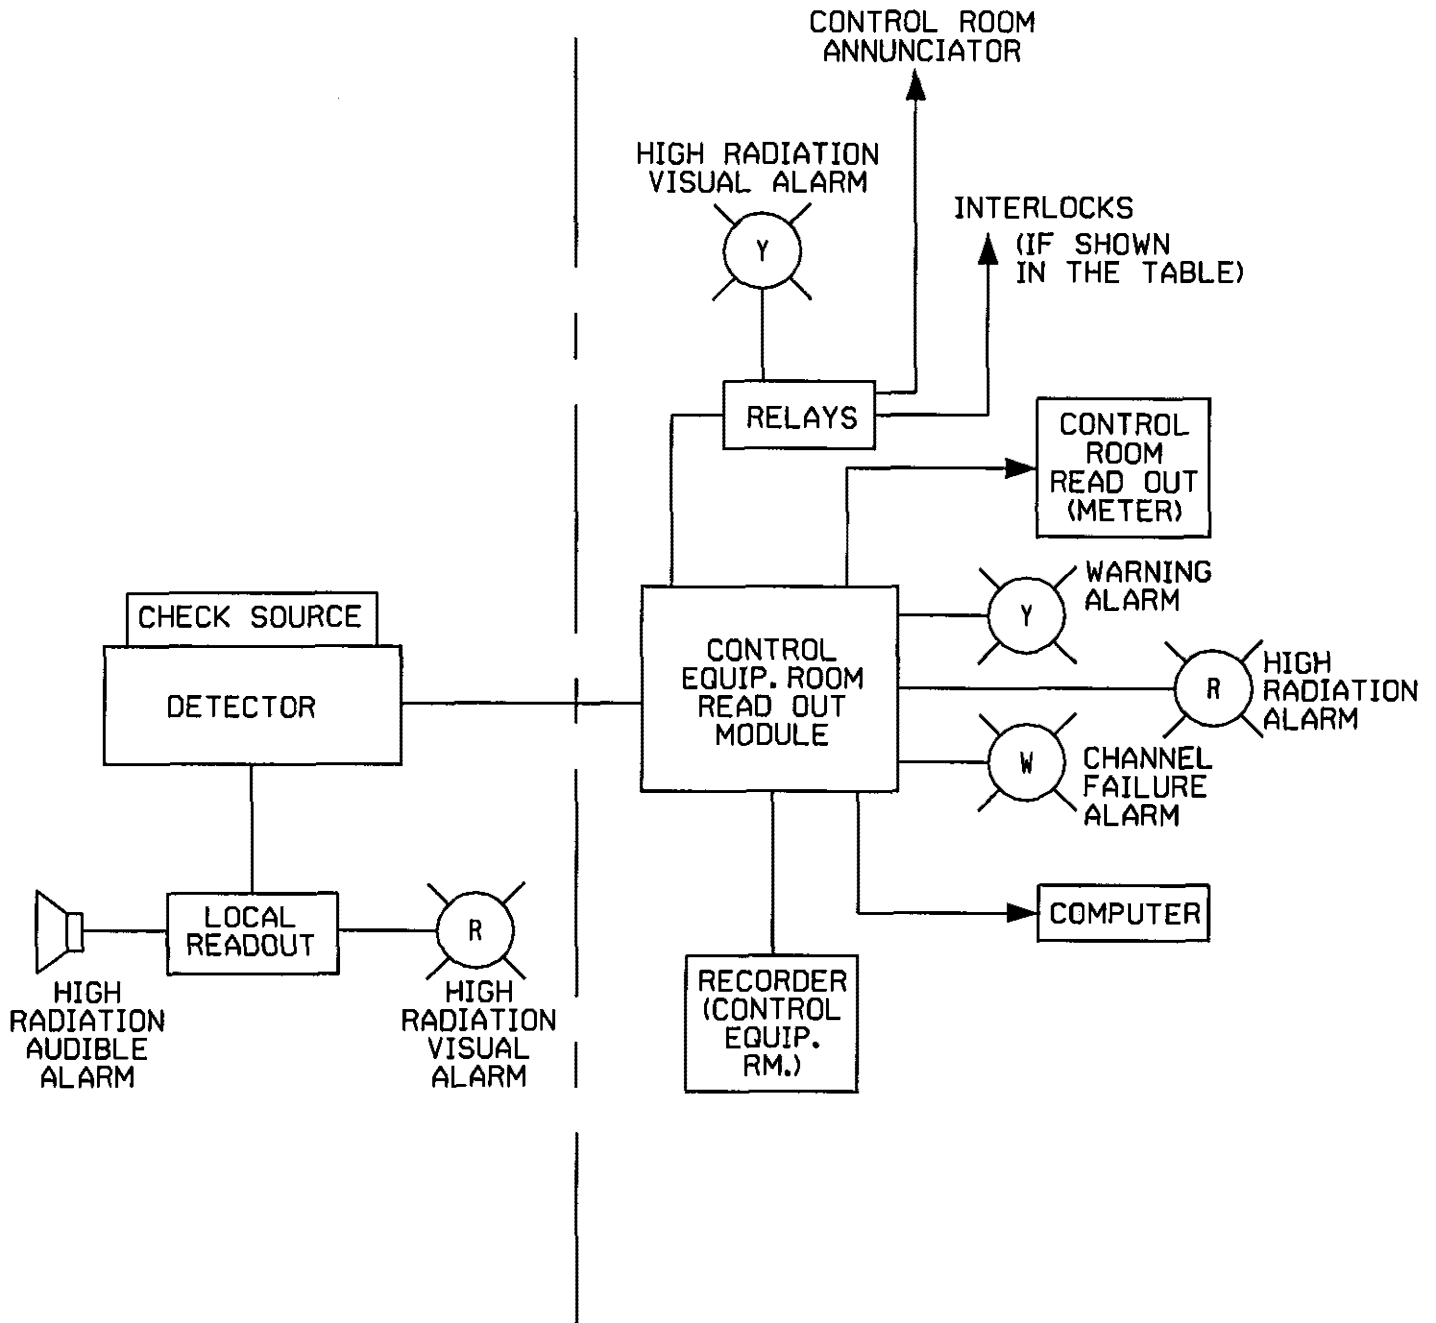 CONTROL ROOM
ANNUNCIATOR
HIGH RADIATION
VISUAL ALARM
Y
INTERLOCKS
(IF SHOWN
IN THE TABLE)
RELAYS
CONTROL
ROOM
READ OUT
(METER)
CHECK SOURCE
DETECTOR
CONTROL
EQUIP. ROOM
READ OUT
MODULE
Y
WARNING
ALARM
R
HIGH
RADIATION
ALARM
W
CHANNEL
FAILURE
ALARM
LOCAL
READOUT
R
HIGH
RADIATION
AUDIBLE
ALARM
HIGH
RADIATION
VISUAL
ALARM
COMPUTER
RECORDER
(CONTROL
EQUIP.
RM.)